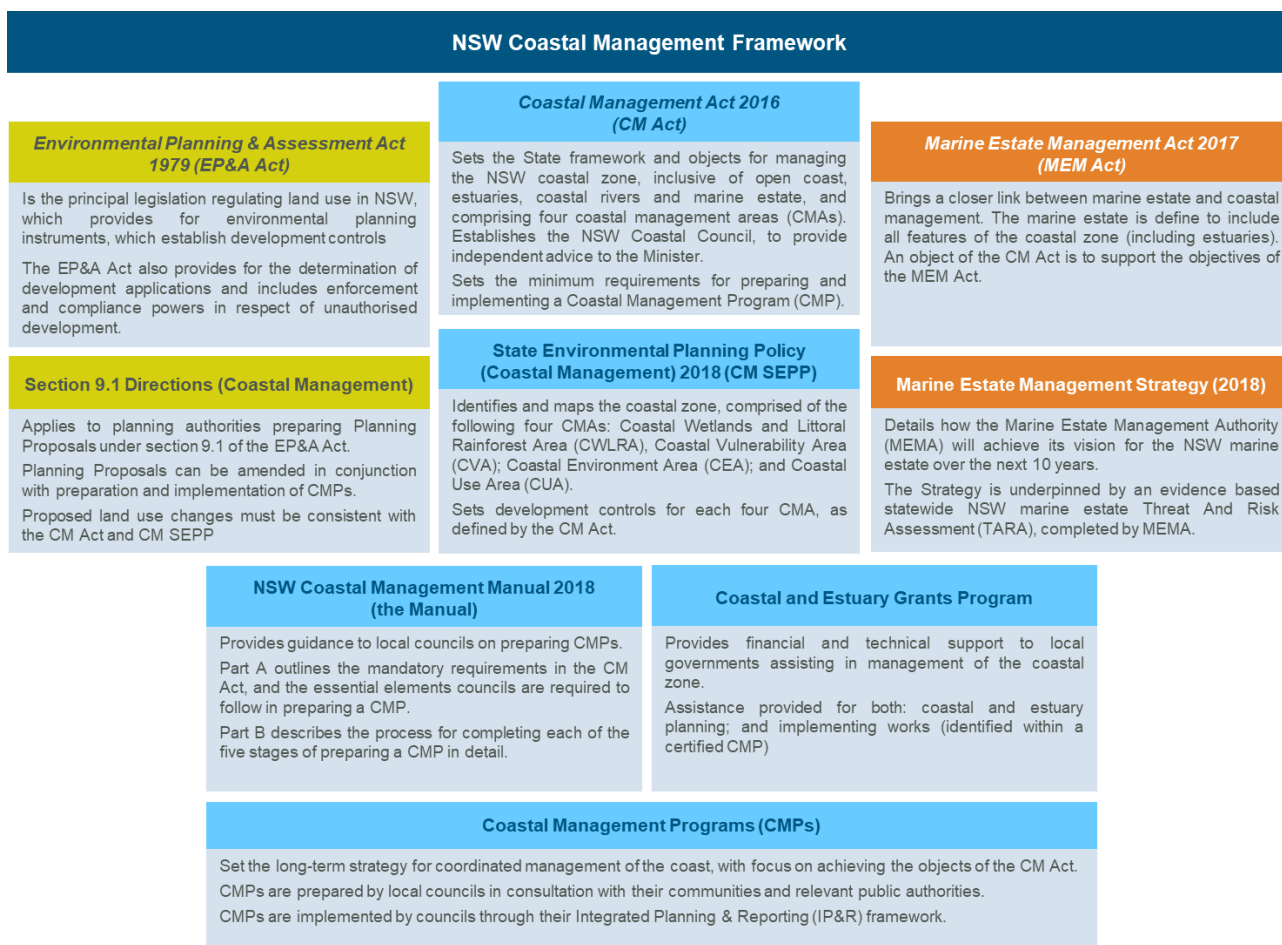 NSW Coastal Management Framework
Environmental Planning & Assessment Act
1979 (EP&A Act)
Is the principal legislation regulating land use in NSW,
which provides for environmental planning
instruments, which establish development controls
The EP&A Act also provides for the determination of
development applications and includes enforcement
and compliance powers in respect of unauthorised
development.
Coastal Management Act 2016
(CM Act)
Sets the State framework and objects for managing
the NSW coastal zone, inclusive of open coast,
estuaries, coastal rivers and marine estate, and
comprising four coastal management areas (CMAs).
Establishes the NSW Coastal Council, to provide
independent advice to the Minister.
Sets the minimum requirements for preparing and
implementing a Coastal Management Program (CMP).
Marine Estate Management Act 2017
(MEM Act)
Brings a closer link between marine estate and coastal
management. The marine estate is define to include
all features of the coastal zone (including estuaries).
An object of the CM Act is to support the objectives of
the MEM Act.
Section 9.1 Directions (Coastal Management)
Applies to planning authorities preparing Planning
Proposals under section 9.1 of the EP&A Act.
Planning Proposals can be amended in conjunction
with preparation and implementation of CMPs.
Proposed land use changes must be consistent with
the CM Act and CM SEPP
State Environmental Planning Policy
(Coastal Management) 2018 (CM SEPP)
Identifies and maps the coastal zone, comprised of the
following four CMAs: Coastal Wetlands and Littoral
Rainforest Area (CWLRA), Coastal Vulnerability Area
(CVA); Coastal Environment Area (CEA); and Coastal
Use Area (CUA).
Sets development controls for each four CMA, as
defined by the CM Act.
Marine Estate Management Strategy (2018)
Details how the Marine Estate Management Authority
(MEMA) will achieve its vision for the NSW marine
estate over the next 10 years.
The Strategy is underpinned by an evidence based
statewide NSW marine estate Threat And Risk
Assessment (TARA), completed by MEMA.
NSW Coastal Management Manual 2018
(the Manual)
Provides guidance to local councils on preparing CMPs.
Part A outlines the mandatory requirements in the CM
Act, and the essential elements councils are required to
follow in preparing a CMP.
Part B describes the process for completing each of the
five stages of preparing a CMP in detail.
Coastal and Estuary Grants Program
Provides financial and technical support to local
governments assisting in management of the coastal
zone.
Assistance provided for both: coastal and estuary
planning; and implementing works (identified within a
certified CMP)
Coastal Management Programs (CMPs)
Set the long-term strategy for coordinated management of the coast, with focus on achieving the objects of the CM Act.
CMPs are prepared by local councils in consultation with their communities and relevant public authorities.
CMPs are implemented by councils through their Integrated Planning & Reporting (IP&R) framework.